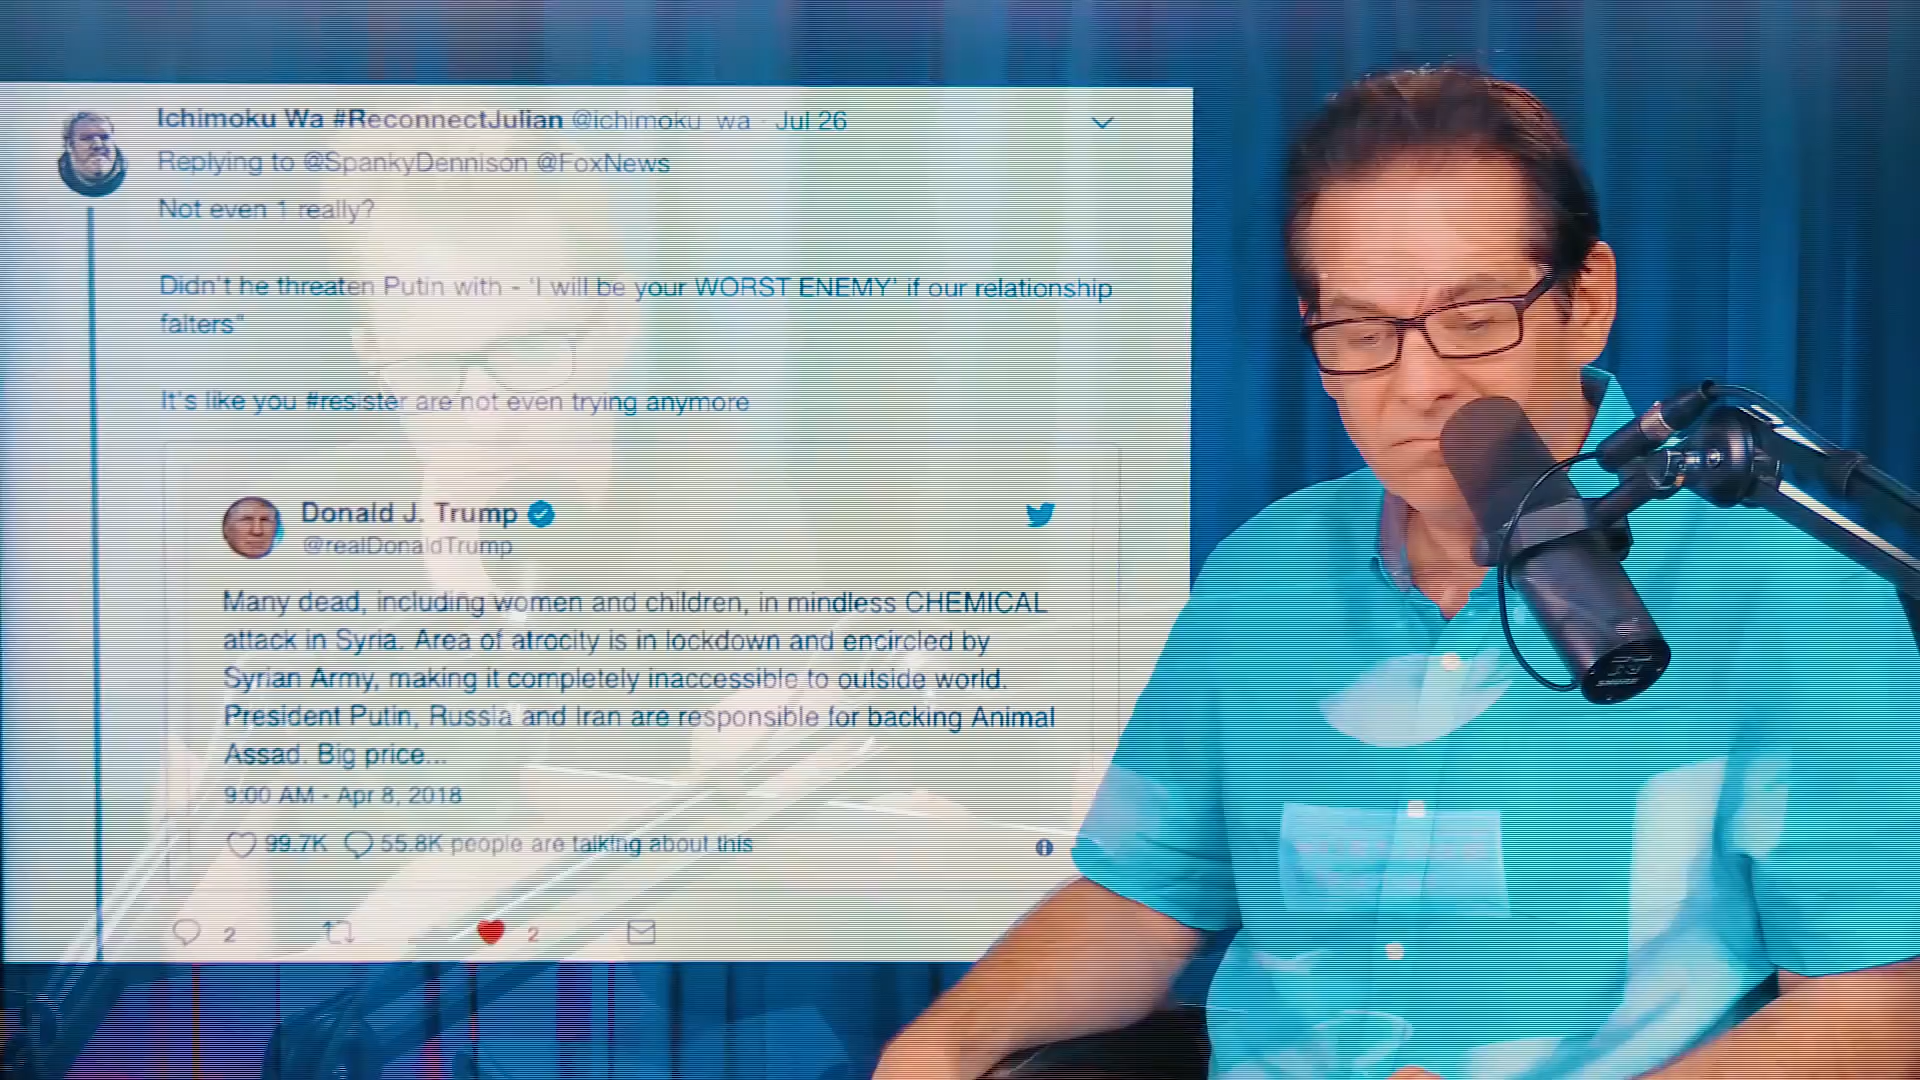 Ichimoku Wa #ReconnectJulian @ichimoku_wa · Jul 26
Replying to @SpankyDennison @FoxNews
Not even 1 really?
Didn't he threaten Putin with - 'I will be your WORST ENEMY' if our relationship
falters"
It's like you #resister are not even trying anymore
Donald J. Trump
@realDonaldTrump
Many dead, including women and children, in mindless CHEMICAL
attack in Syria. Area of atrocity is in lockdown and encircled by
Syrian Army, making it completely inaccessible to outside world.
President Putin, Russia and Iran are responsible for backing Animal
Assad. Big price...
9:00 AM - Apr 8, 2018
99.7K 55.8K people are talking about this
2 2